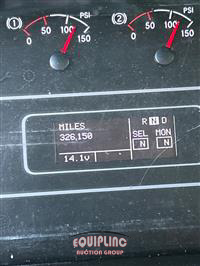 (1) PSI
0 50 100 150
(2) PSI
0 50 100 150
MILES
326,150
R N D
SEL MON
N N
14.1v
EQUIPLINC
AUCTION GROUP